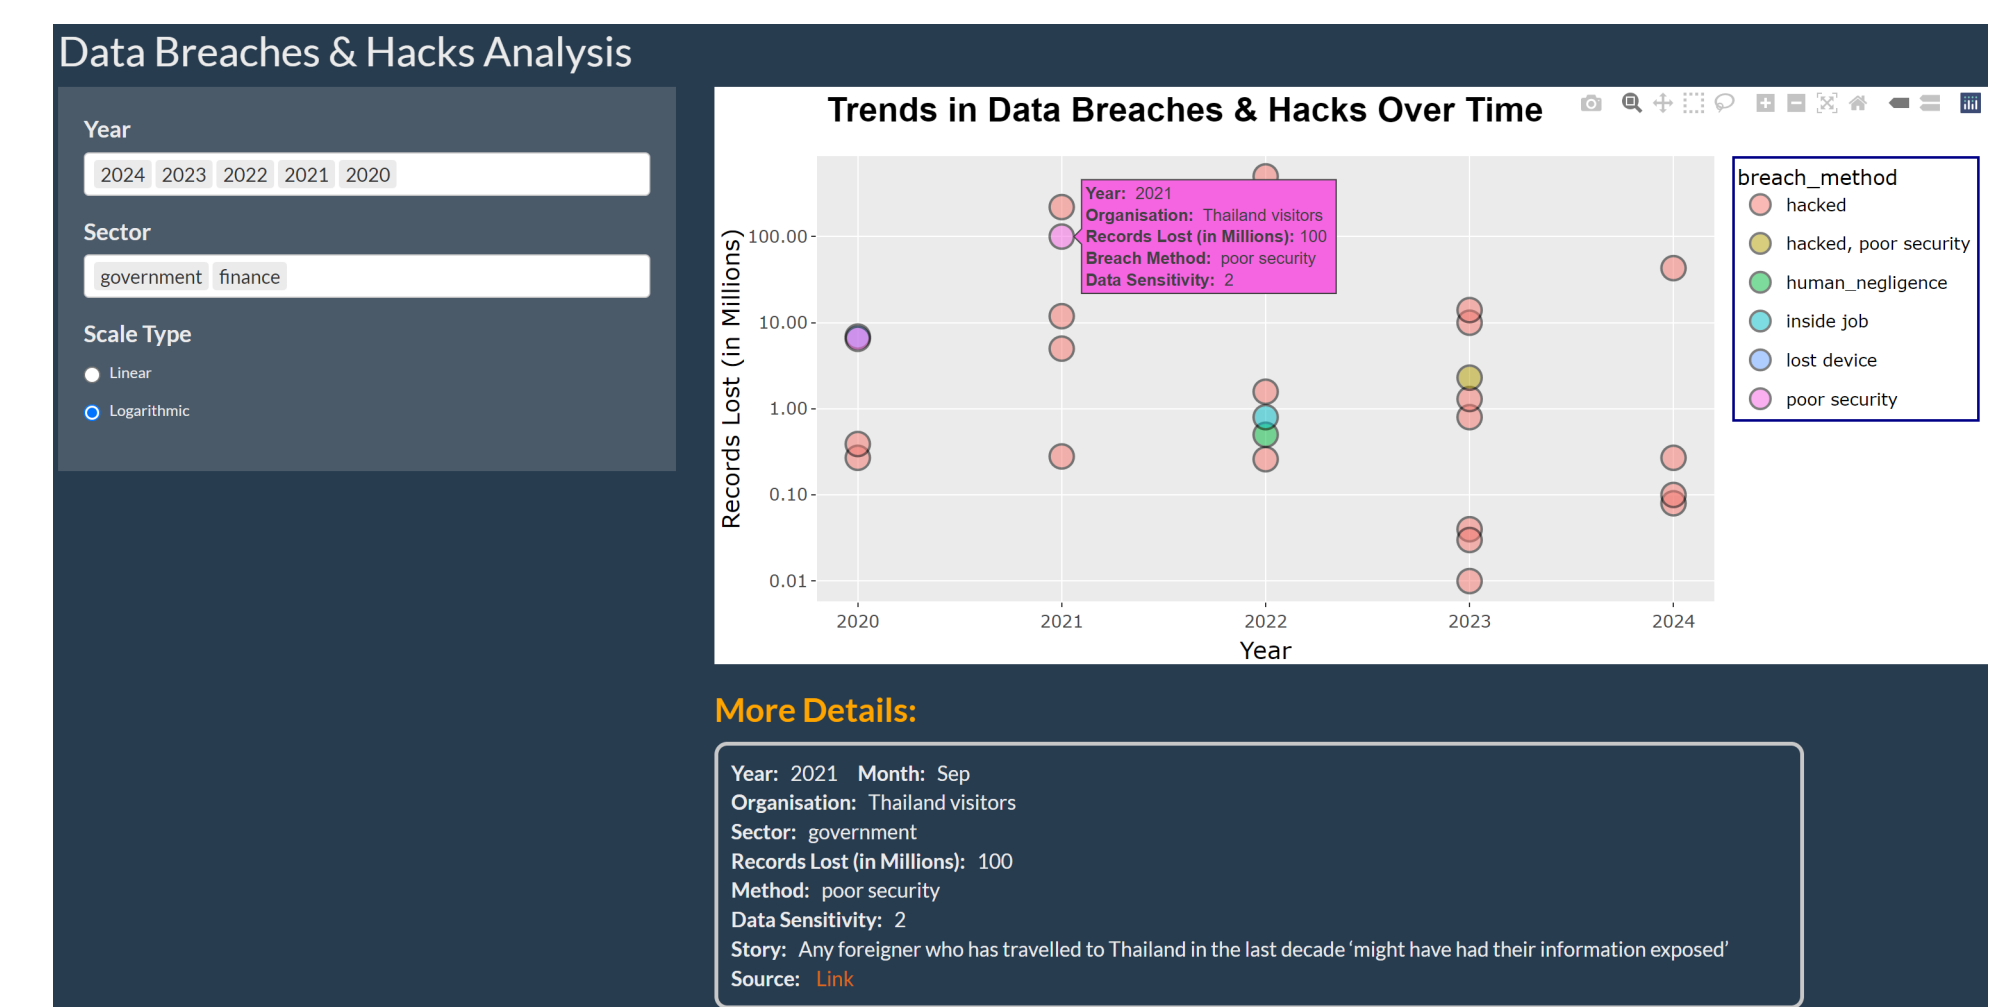 Data Breaches & Hacks Analysis
Year
2024 2023 2022 2021 2020
Sector
government finance
Scale Type
Linear
Logarithmic
Trends in Data Breaches & Hacks Over Time
Records Lost (in Millions)
100.00
10.00
1.00
0.10
0.01
2020 2021 2022 2023 2024
Year
Year: 2021
Organisation: Thailand visitors
Records Lost (in Millions): 100
Breach Method: poor security
Data Sensitivity: 2
breach_method
hacked
hacked, poor security
human_negligence
inside job
lost device
poor security
More Details:
Year: 2021 Month: Sep
Organisation: Thailand visitors
Sector: government
Records Lost (in Millions): 100
Method: poor security
Data Sensitivity: 2
Story: Any foreigner who has travelled to Thailand in the last decade ‘might have had their information exposed’
Source: Link